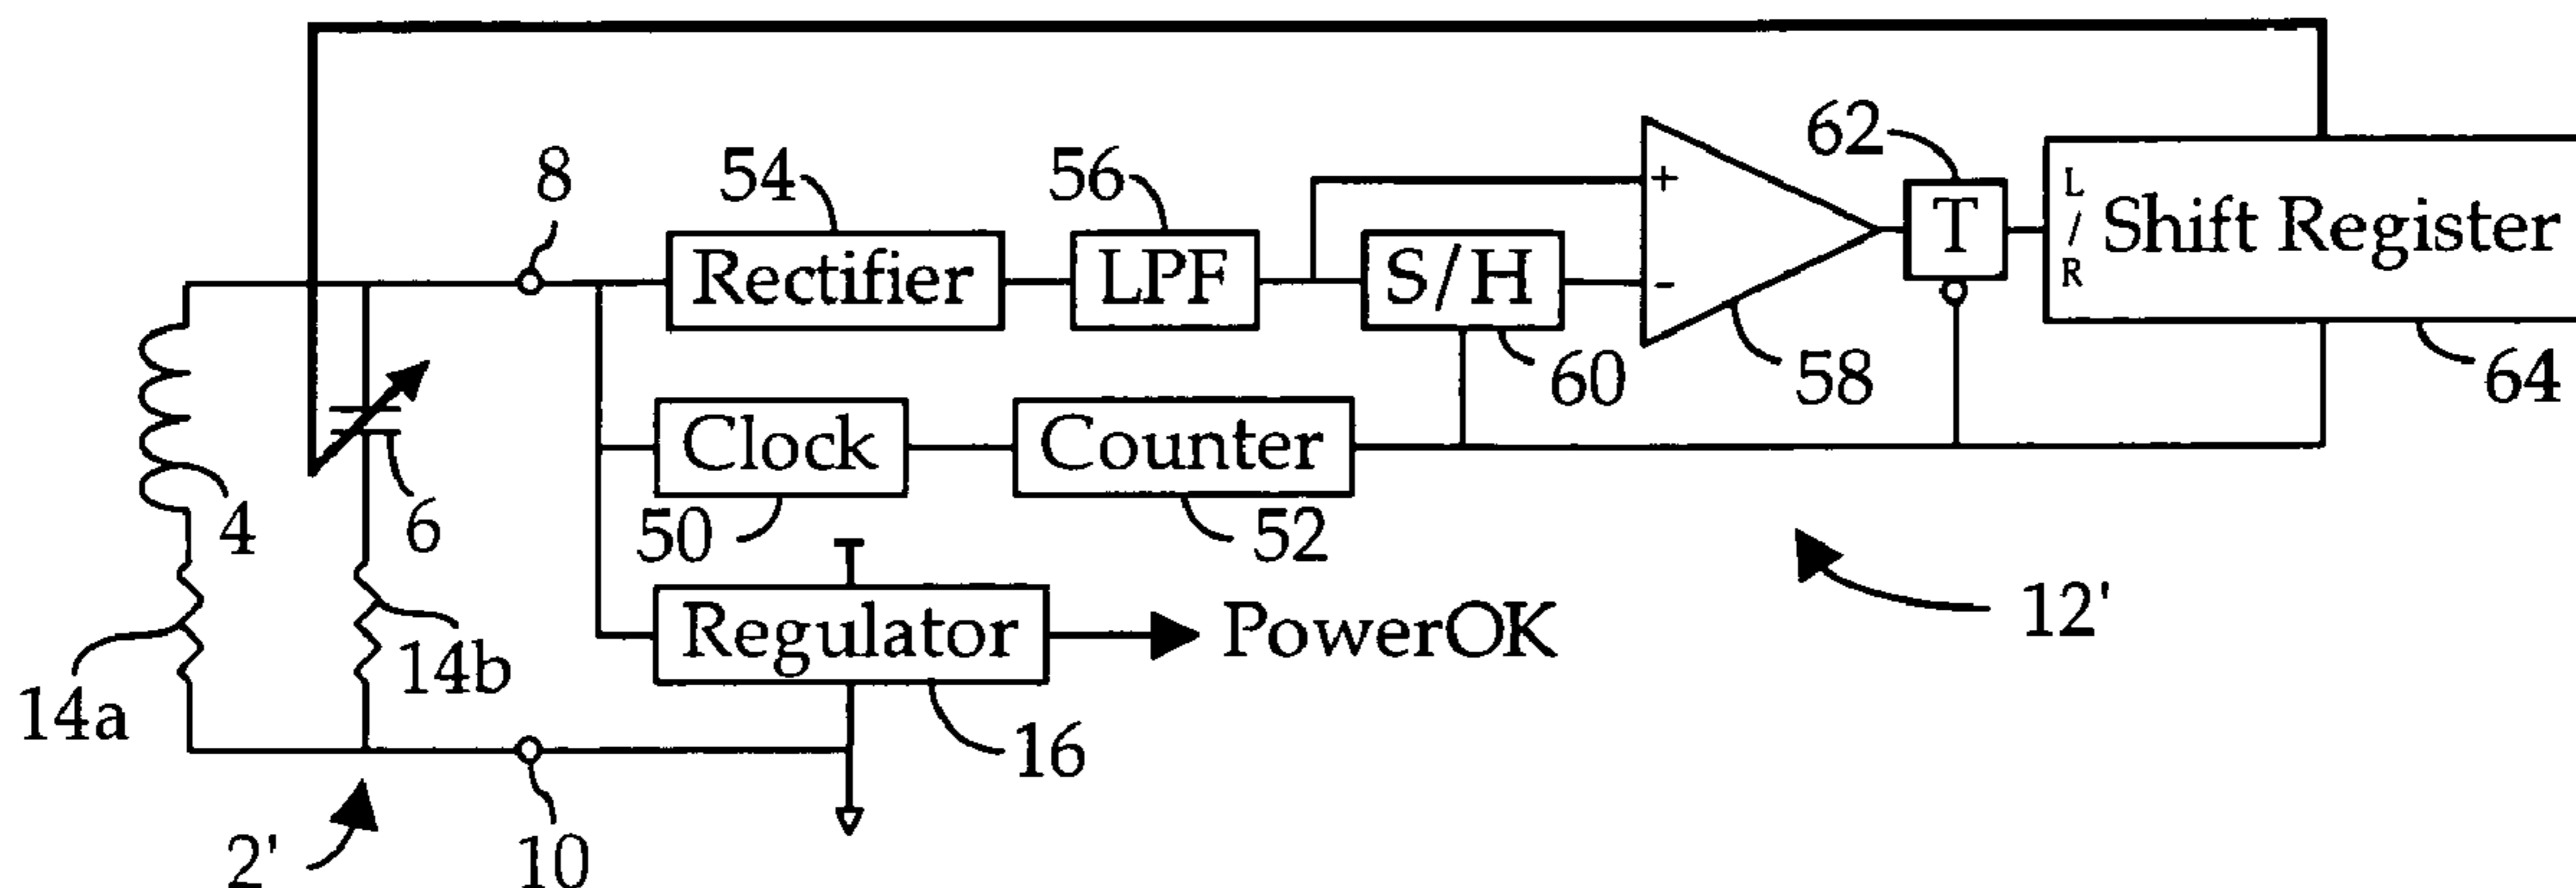 62
8
54
56
L
/
R
Shift Register
+
T
Rectifier
LPF
S/H
-
60
58
64
Clock
Counter
4
6
50
52
12'
Regulator
PowerOK
14b
14a
16
2'
10